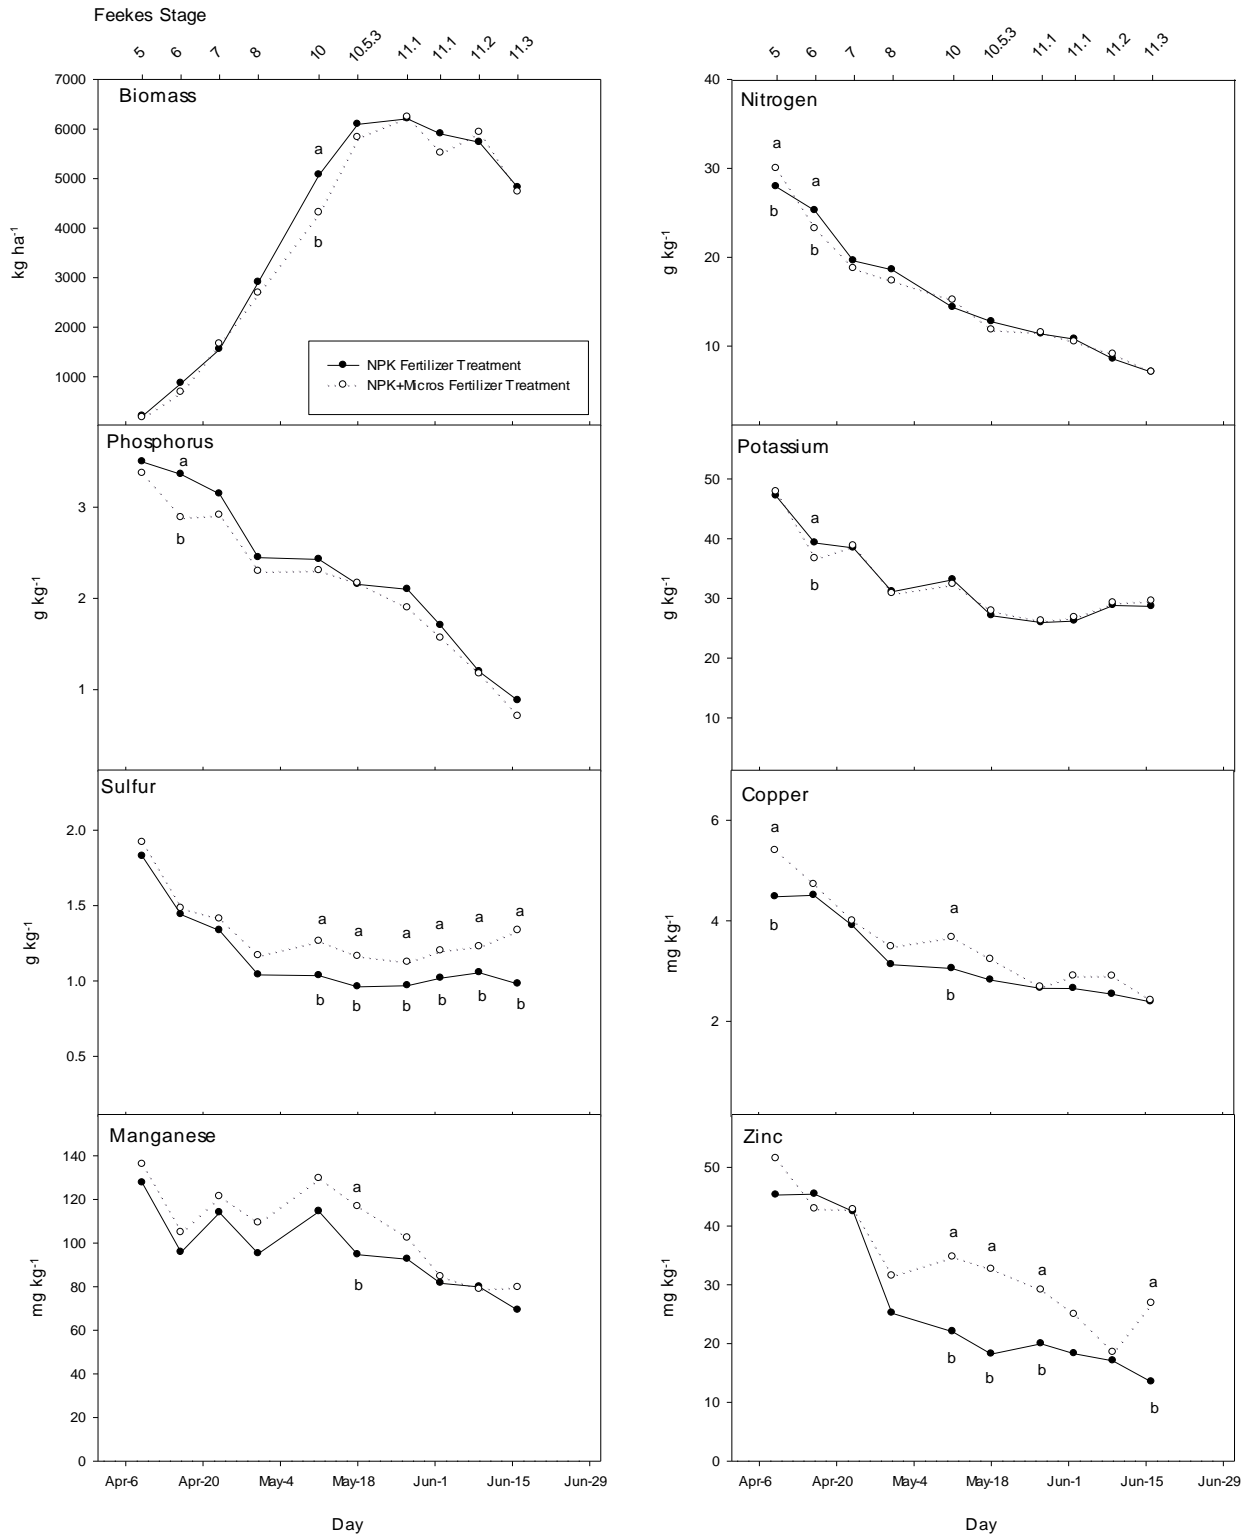 Feekes Stage
5 6 7 8 10 10.5.3 11.1 11.1 11.2 11.3
5 6 7 8 10 10.5.3 11.1 11.1 11.2 11.3
Biomass
7000
6000
5000
4000
3000
2000
1000
kg ha-1
a
b
NPK Fertilizer Treatment
NPK+Micros Fertilizer Treatment
Nitrogen
40
30
20
10
g kg-1
a
a
b
b
Phosphorus
3
2
1
g kg-1
a
b
Potassium
50
40
30
20
10
g kg-1
a
b
Sulfur
2.0
1.5
1.0
0.5
g kg-1
a a a a a a
b b b b b b
Copper
6
4
2
mg kg-1
a
b
a
b
Manganese
140
120
100
80
60
40
20
0
mg kg-1
a
b
Zinc
50
40
30
20
10
0
mg kg-1
a a a a
b b b b
Apr-6 Apr-20 May-4 May-18 Jun-1 Jun-15 Jun-29
Day
Apr-6 Apr-20 May-4 May-18 Jun-1 Jun-15 Jun-29
Day